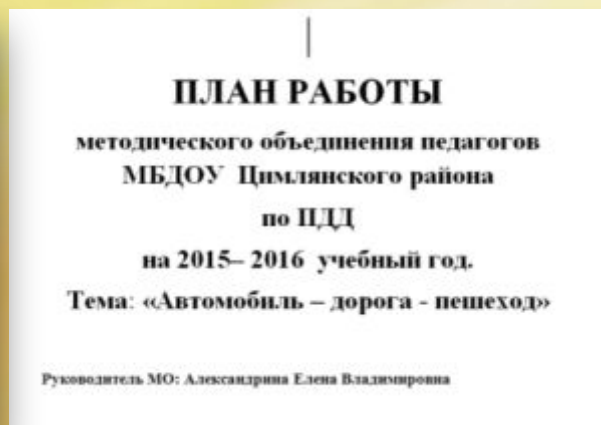 ПЛАН РАБОТЫ
методического объединения педагогов
МБДОУ Цимлянского района
по ПДД
на 2015– 2016 учебный год.
Тема: «Автомобиль – дорога - пешеход»
Руководитель МО: Александрина Елена Владимировна